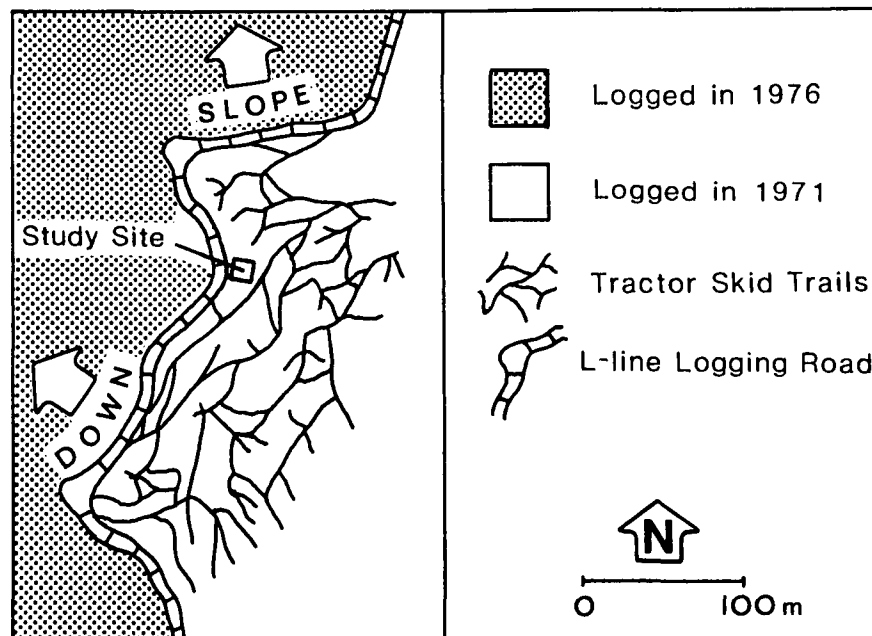 SLOPE
Study Site
DOWN
Logged in 1976
Logged in 1971
Tractor Skid Trails
L-line Logging Road
N
0 100m